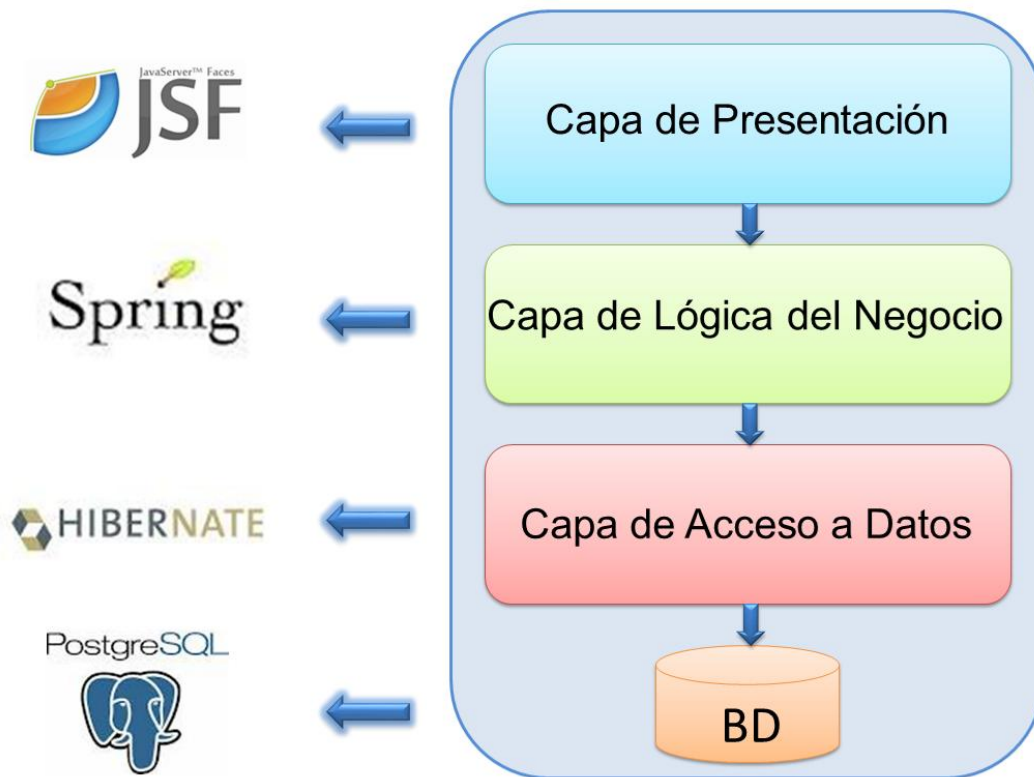 JavaServer™ Faces
JSF
Capa de Presentación
Spring
Capa de Lógica del Negocio
HIBERNATE
Capa de Acceso a Datos
PostgreSQL
BD